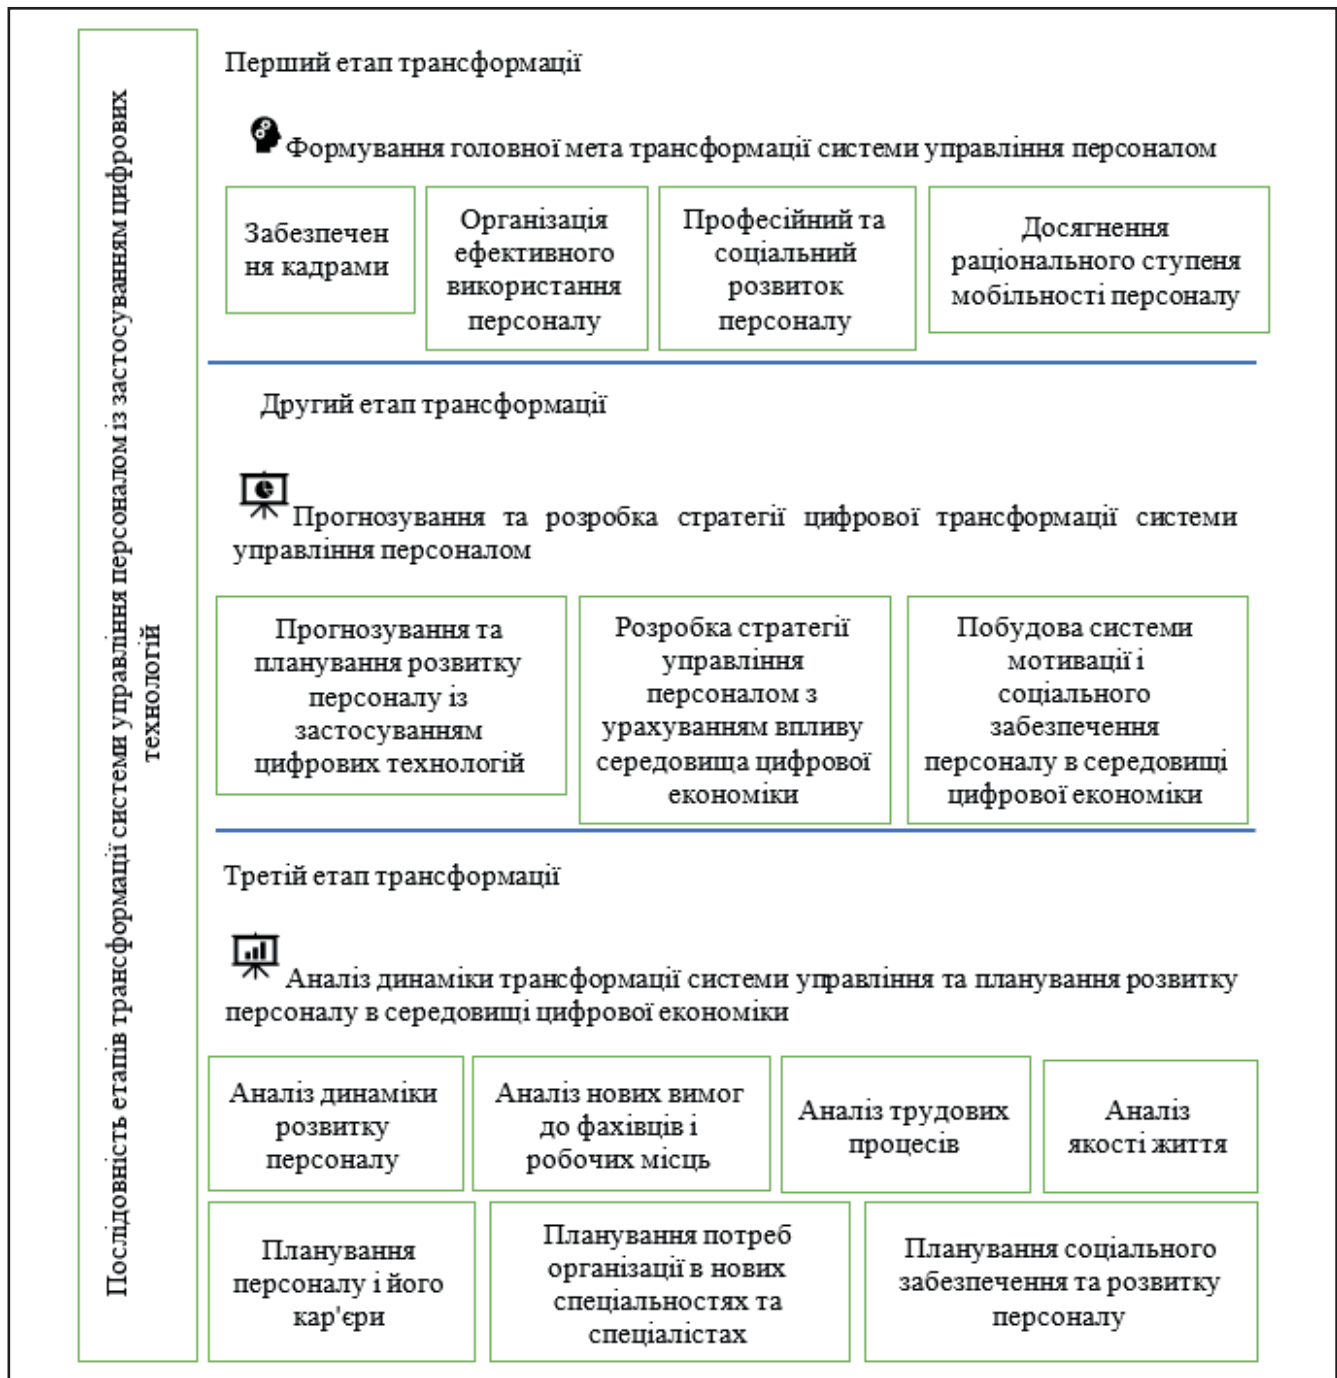 Послідовність етапів трансформації системи управління персоналом із застосуванням цифрових
технологій
Перший етап трансформації
Формування головної мета трансформації системи управління персоналом
Забезпечен
ня кадрами
Організація
ефективного
використання
персоналу
Професійний та
соціальний
розвиток
персоналу
Досягнення
раціонального ступеня
мобільності персоналу
Другий етап трансформації
Прогнозування та розробка стратегії цифрової трансформації системи
управління персоналом
Прогнозування та
планування розвитку
персоналу із
застосуванням
цифрових технологій
Розробка стратегії
управління
персоналом з
урахуванням впливу
середовища цифрової
економіки
Побудова системи
мотивації і
соціального
забезпечення
персоналу в середовищі
цифрової економіки
Третій етап трансформації
Аналіз динаміки трансформації системи управління та планування розвитку
персоналу в середовищі цифрової економіки
Аналіз динаміки
розвитку
персоналу
Аналіз нових вимог
до фахівців і
робочих місць
Аналіз трудових
процесів
Аналіз
якості життя
Планування
персоналу і його
кар'єри
Планування потреб
організації в нових
спеціальностях та
спеціалістах
Планування соціального
забезпечення та розвитку
персоналу